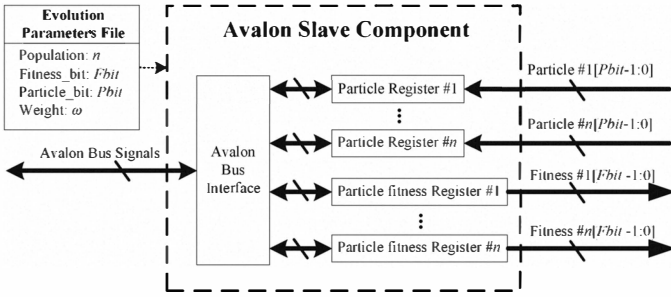 Evolution
Parameters File
Population: n
Fitness_bit: Fbit
Particle_bit: Pbit
Weight: ω
Avalon Slave Component
Avalon Bus Signals
Avalon
Bus
Interface
Particle Register #1
Particle Register #n
Particle fitness Register #1
Particle fitness Register #n
Particle #1[Pbit-1:0]
Particle #n[Pbit-1:0]
Fitness #1[Fbit -1:0]
Fitness #n[Fbit -1:0]